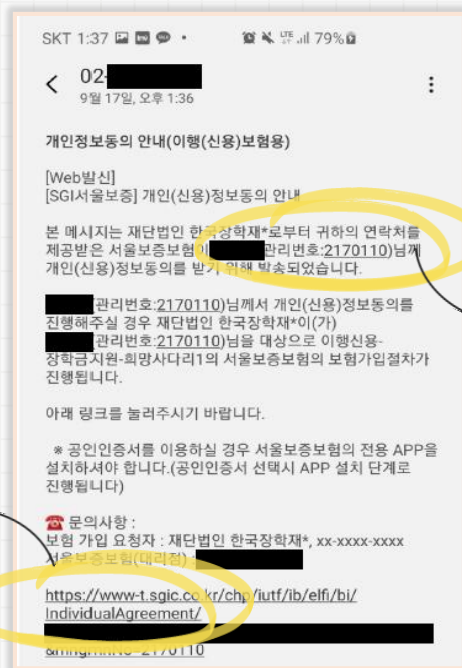 SKT 1:37
LTE 79%
02-
9월 17일, 오후 1:36
개인정보동의 안내(이행(신용)보험용)
[Web발신]
[SGI서울보증] 개인(신용)정보동의 안내
본 메시지는 재단법인 한국장학재*로부터 귀하의 연락처를
제공받은 서울보증보험이 관리번호:2170110)님께
개인(신용)정보동의를 받기 위해 발송되었습니다.
관리번호:2170110)님께서 개인(신용)정보동의를
진행해주실 경우 재단법인 한국장학재*이(가)
관리번호:2170110)님을 대상으로 이행신용-
장학금지원-희망사다리1의 서울보증보험의 보험가입절차가
진행됩니다.
아래 링크를 눌러주시기 바랍니다.
※ 공인인증서를 이용하실 경우 서울보증보험의 전용 APP을
설치하셔야 합니다.(공인인증서 선택시 APP 설치 단계로
진행됩니다)
☎ 문의사항 :
보험 가입 요청자 : 재단법인 한국장학재*, xx-xxxx-xxxx
서울보증보험(대리점) :
https://www-t.sgic.co.kr/chp/iutf/ib/elfi/bi/
IndividualAgreement/
2170110